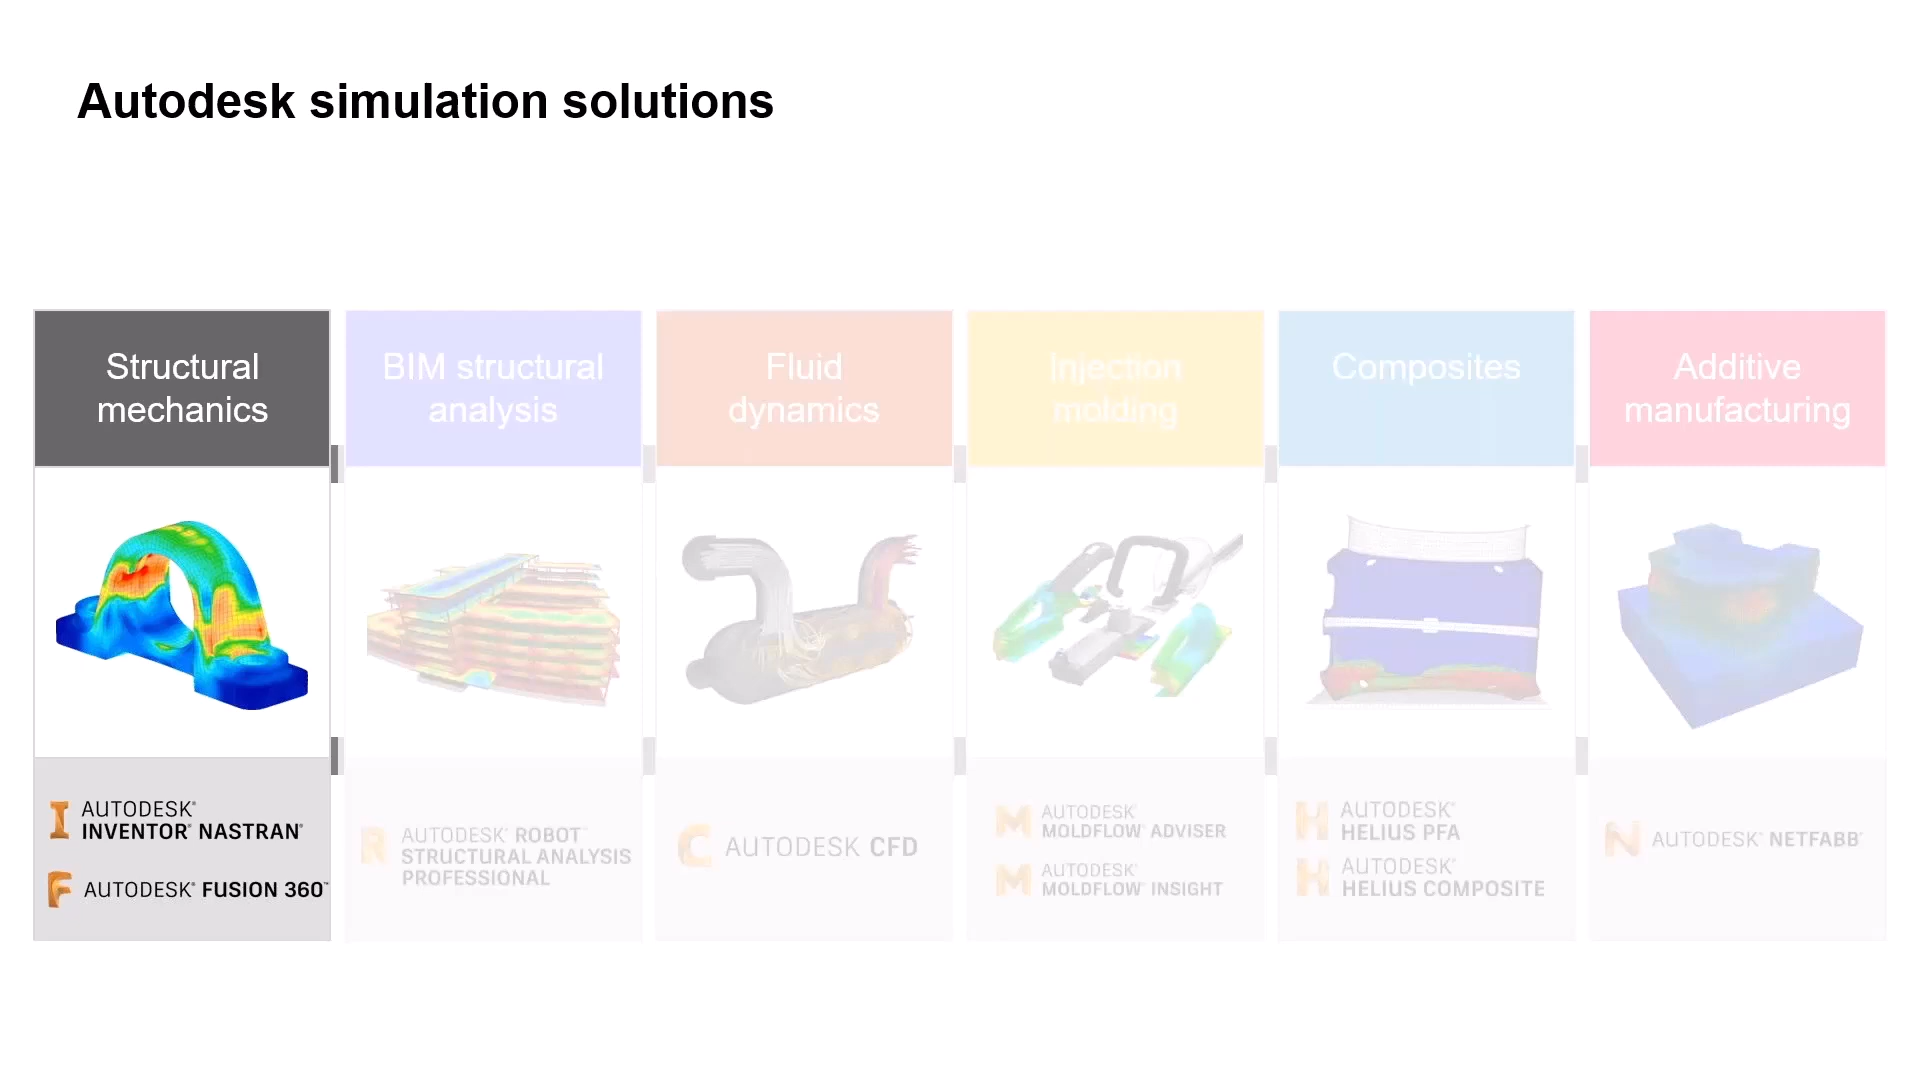 Autodesk simulation solutions
Structural
mechanics
BIM structural
analysis
Fluid
dynamics
Injection
molding
Composites
Additive
manufacturing
AUTODESK®
INVENTOR® NASTRAN®
AUTODESK® FUSION 360™
AUTODESK® ROBOT™
STRUCTURAL ANALYSIS
PROFESSIONAL
AUTODESK CFD
AUTODESK®
MOLDFLOW® ADVISER
AUTODESK®
MOLDFLOW® INSIGHT
AUTODESK®
HELIUS PFA
AUTODESK®
HELIUS COMPOSITE
AUTODESK® NETFABB®